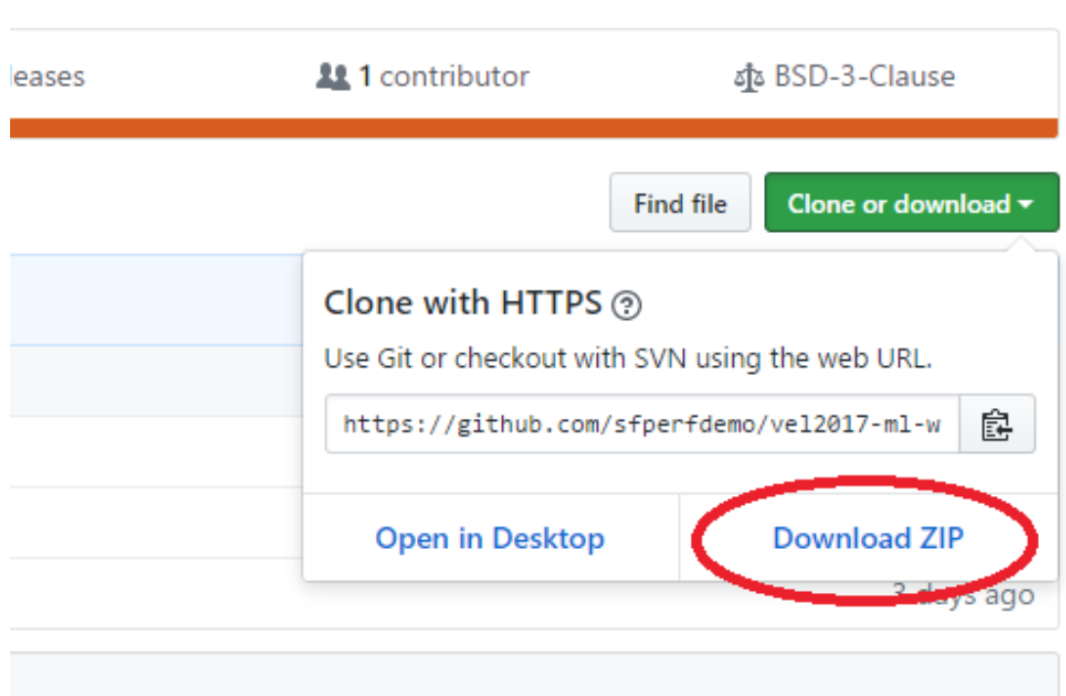 leases 1 contributor BSD-3-Clause
Find file Clone or download
Clone with HTTPS
Use Git or checkout with SVN using the web URL.
https://github.com/sfperfdemo/vel2017-ml-w
Open in Desktop Download ZIP
3 days ago